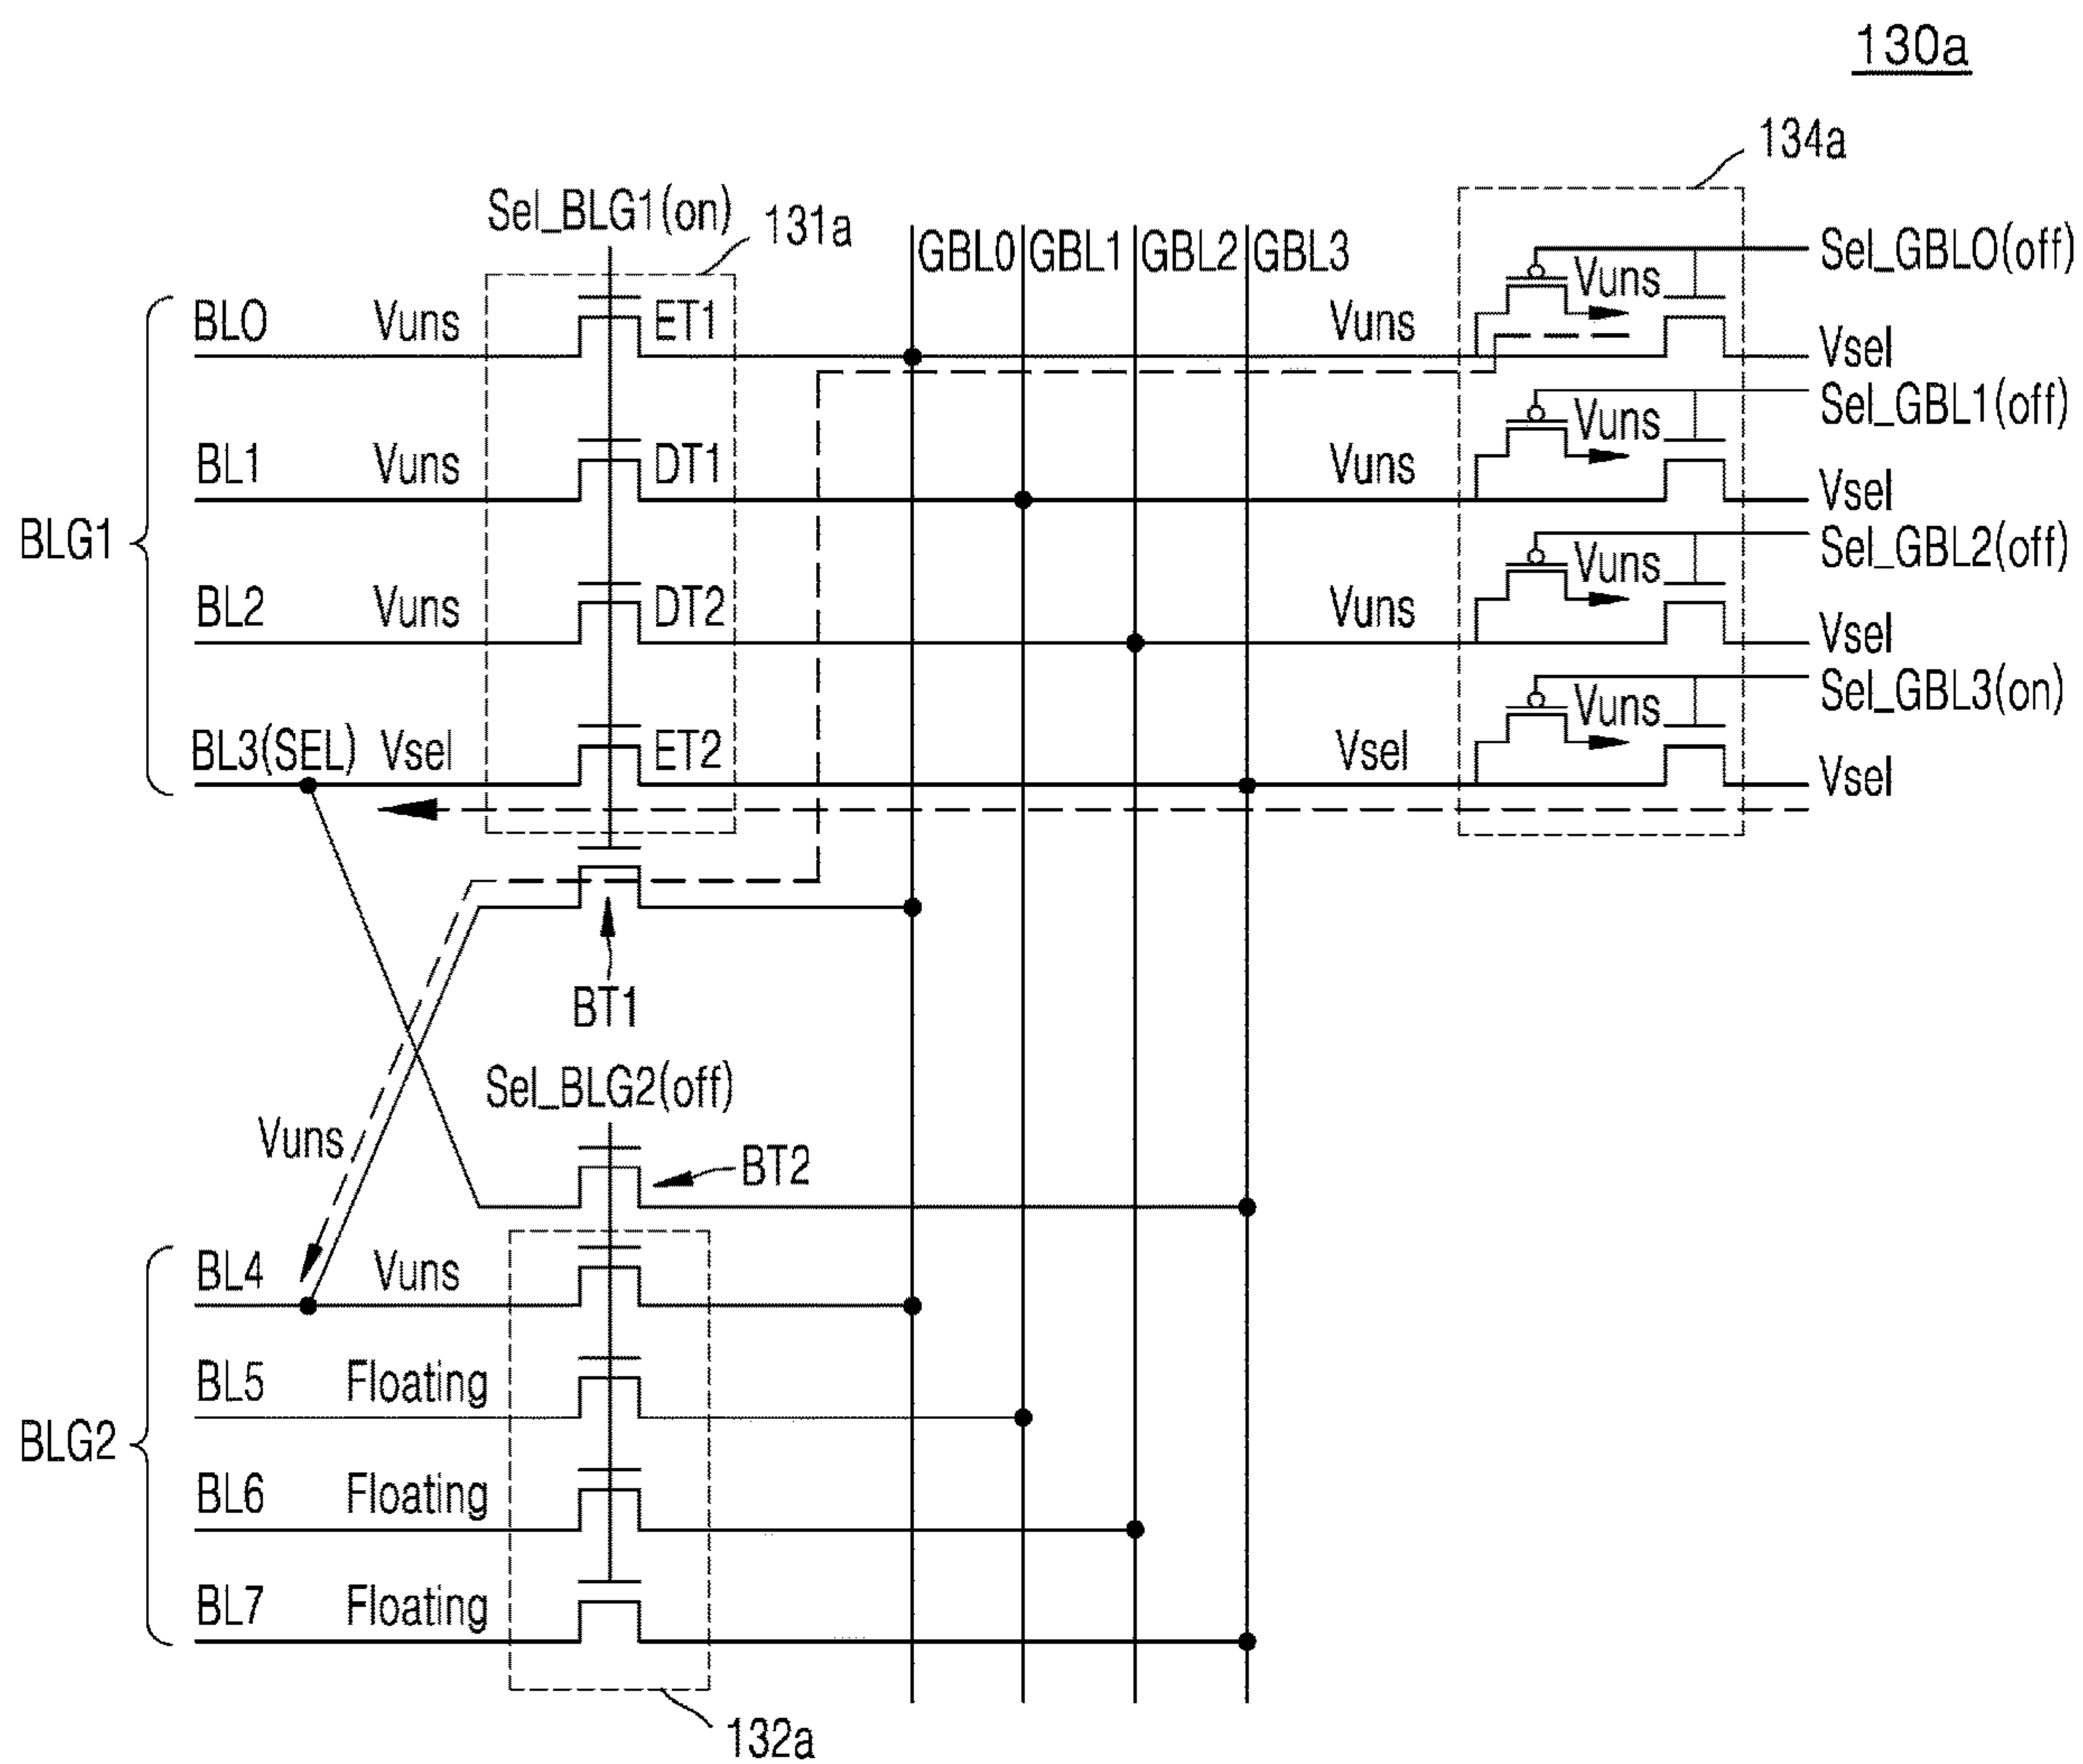 130a
134a
Sel_BLG1(on)
131a
GBL0 GBL1 GBL2 GBL3
Vuns
Sel_GBL0(off)
BL0 Vuns ET1 Vuns
Vsel
Vuns
Sel_GBL1(off)
BL1 Vuns DT1 Vuns
Vsel
BLG1
Vuns
Sel_GBL2(off)
BL2 Vuns DT2 Vuns
Vsel
Vuns
Sel_GBL3(on)
BL3(SEL) Vsel ET2 Vsel
Vsel
BT1
Sel_BLG2(off)
Vuns
BT2
BL4 Vuns
BL5 Floating
BLG2
BL6 Floating
BL7 Floating
132a